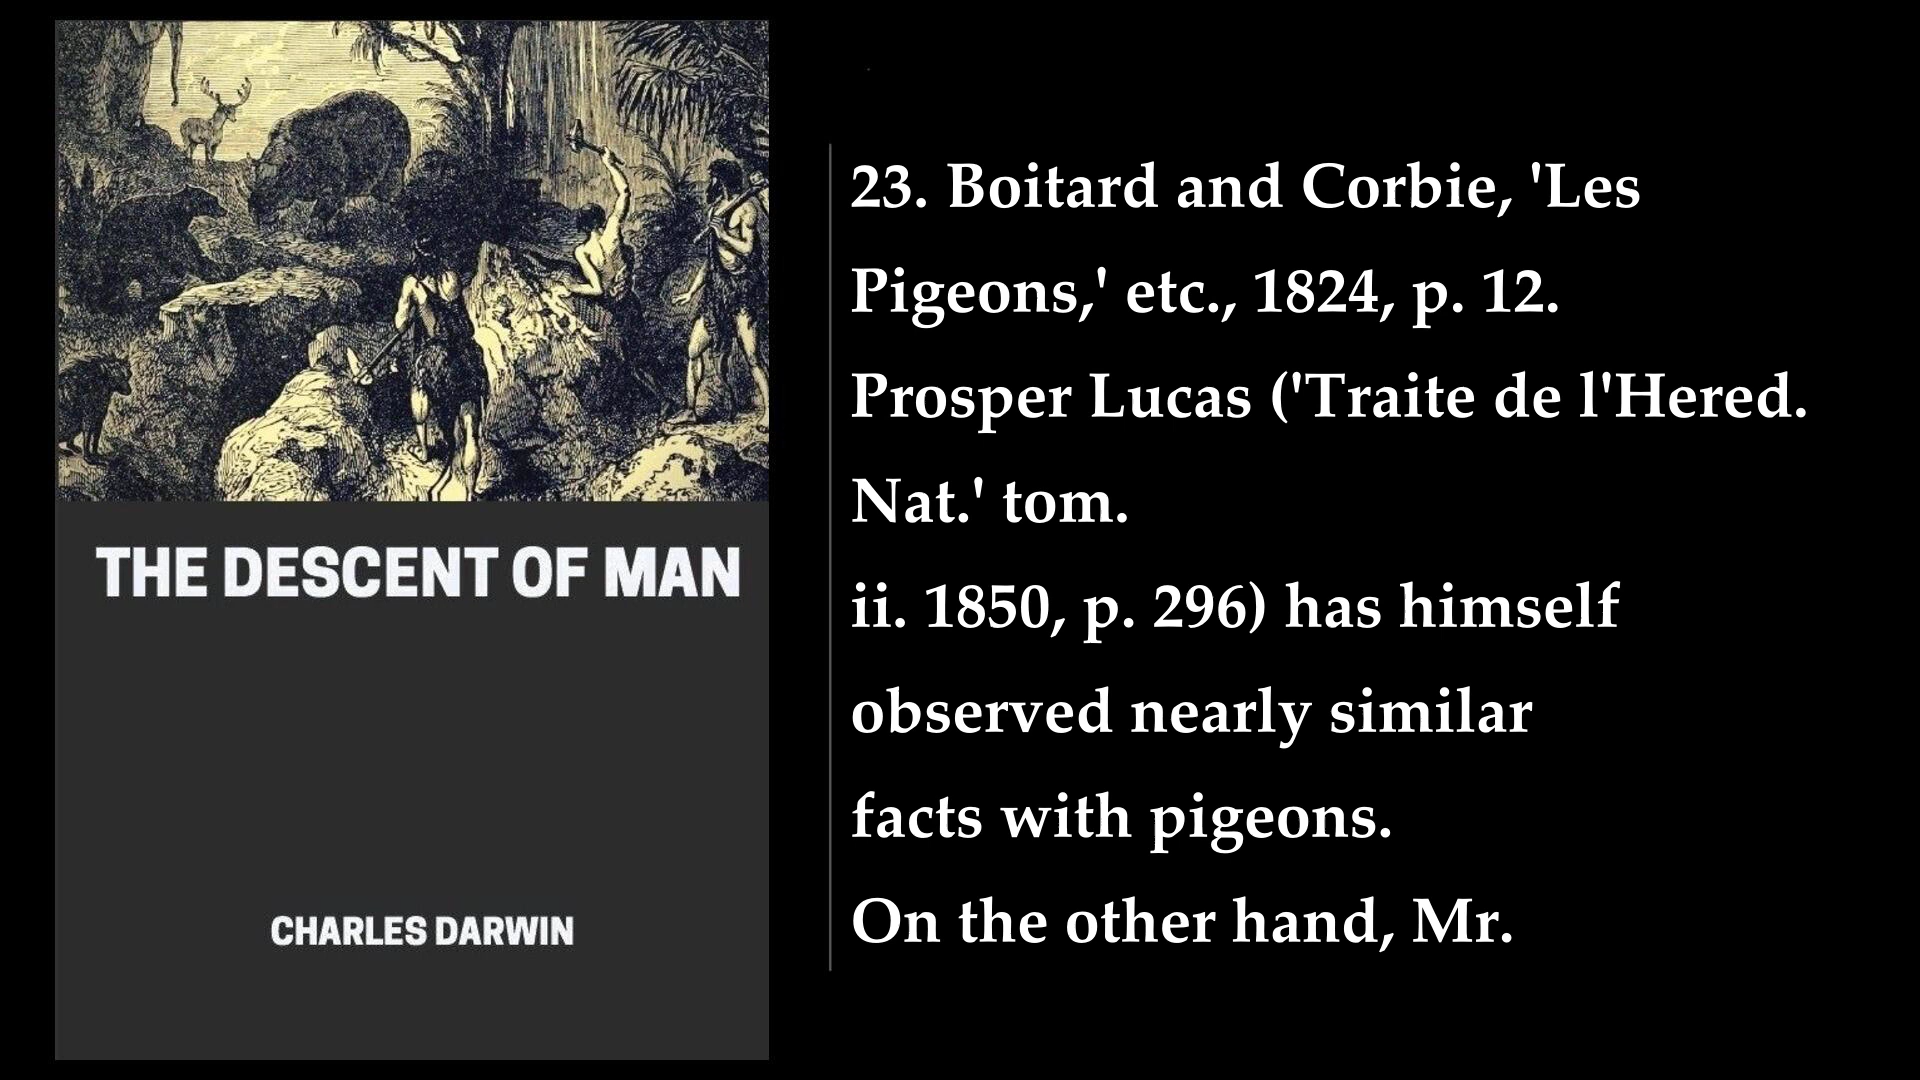 THE DESCENT OF MAN
CHARLES DARWIN
23. Boitard and Corbie, 'Les
Pigeons,' etc., 1824, p. 12.
Prosper Lucas ('Traite de l'Hered.
Nat.' tom.
ii. 1850, p. 296) has himself
observed nearly similar
facts with pigeons.
On the other hand, Mr.